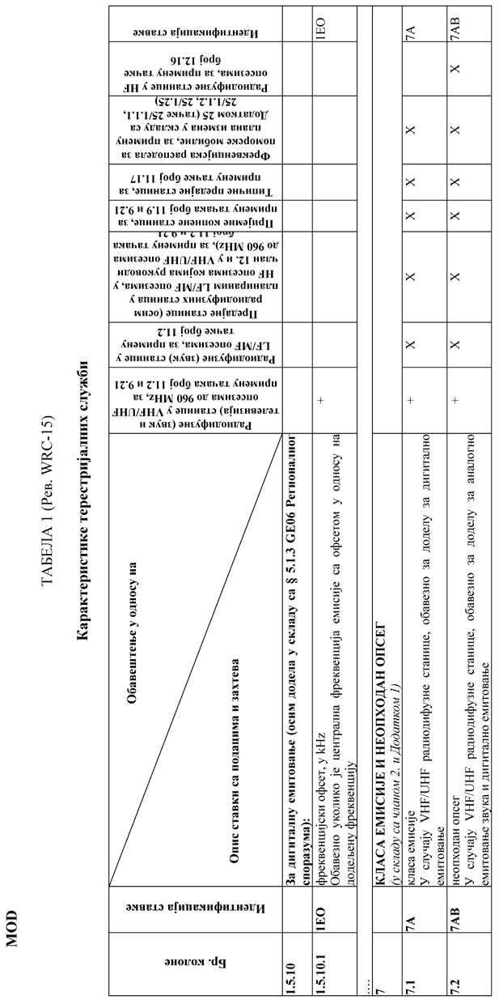 MOD
ТАБЕЛА 1 (Рев. WRC-15)
Карактеристике терестријалних служби
Бр. колоне
Идентификација ставке
Обавештење у односу на
Опис ставки са подацима и захтева
Радиодифузне (звук и
телевизија) станице у VHF/UHF
опсезима до 960 MHz, за
примену тачака број 11.2 и 9.21
Радиодифузне (звук) станице у
LF/MF опсезима, за примену
тачке број 11.2
Предајне станице (осим
радиодифузних станица у
планираним LF/MF опсезима, у
HF опсезима којима руководи
члан 12. и у VHF/UHF опсезима
до 960 MHz), за примену тачака
број 11.2 и 9.21
Пријемне копнене станице, за
примену тачака број 11.9 и 9.21
Типичне предајне станице, за
примену тачке број 11.17
Фреквенцијска расподела за
поморске мобилне, за примену
плана измена у складу са
Додатком 25 (тачке 25/1.1.1,
25/1.1.2, 25/1.25)
Радиодифузне станице у HF
опсезима, за примену тачке
број 12.16
Идентификација ставке
1.5.10
За дигиталну емитовање (осим додела у складу са § 5.1.3 GE06 Регионалног
споразума):
1.5.10.1 1EO фреквенцијски офсет, у kHz + 1EO
Обавезно уколико је централна фреквенција емисије са офсетом у односу на
додељену фреквенцију
....
7 КЛАСА ЕМИСИЈЕ И НЕОПХОДАН ОПСЕГ
(у складу са чланом 2. и Додатком 1)
7.1 7A класа емисије + X X X X X 7A
У случају VHF/UHF радиодифузне станице, обавезно за доделу за дигитално
емитовање
7.2 7AB неопходан опсег + X X X X X X 7AB
У случају VHF/UHF радиодифузне станице, обавезно за доделу за аналогно
емитовање звука и дигитално емитовање